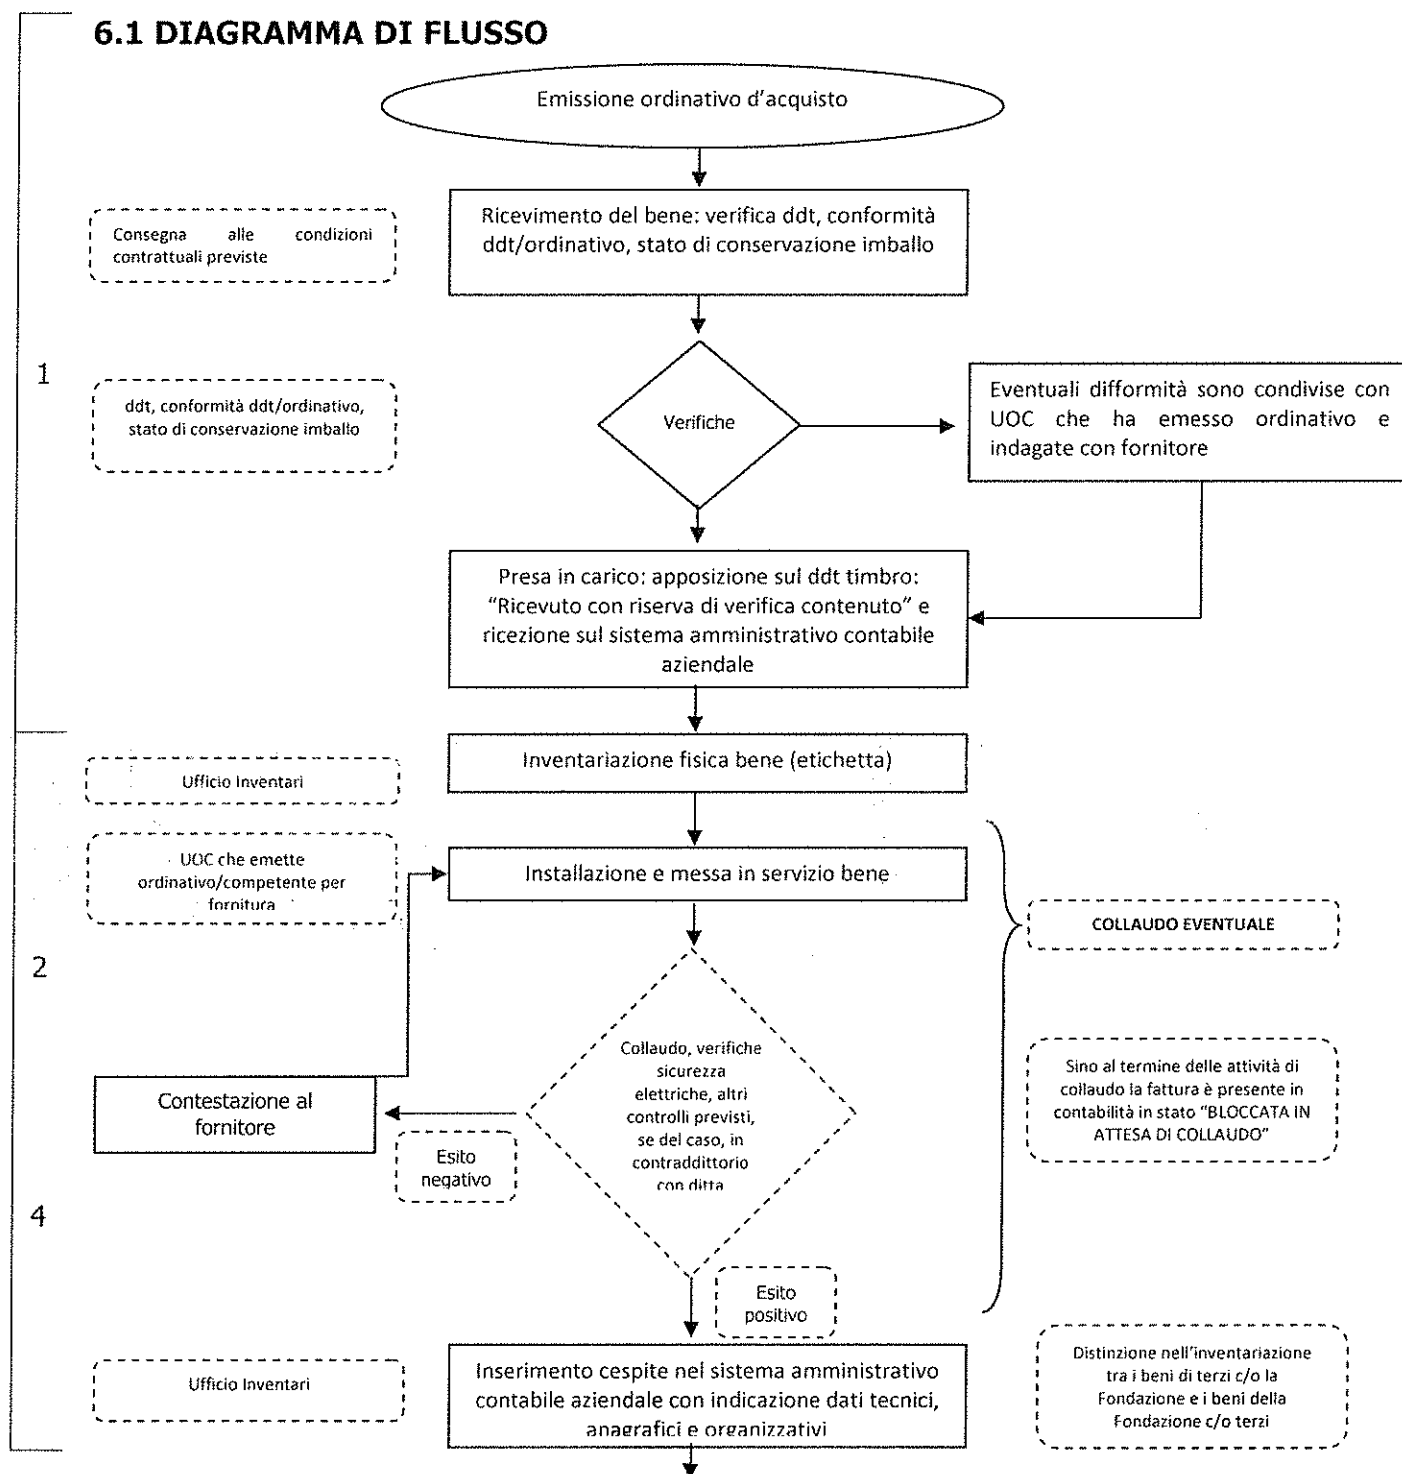 6.1 DIAGRAMMA DI FLUSSO
Emissione ordinativo d'acquisto
Consegna alle condizioni
contrattuali previste
Ricevimento del bene: verifica ddt, conformità
ddt/ordinativo, stato di conservazione imballo
1
ddt, conformità ddt/ordinativo,
stato di conservazione imballo
Verifiche
Eventuali difformità sono condivise con
UOC che ha emesso ordinativo e
indagate con fornitore
Presa in carico: apposizione sul ddt timbro:
“Ricevuto con riserva di verifica contenuto” e
ricezione sul sistema amministrativo contabile
aziendale
Ufficio Inventari
Inventariazione fisica bene (etichetta)
UOC che emette
ordinativo/competente per
fornitura
Installazione e messa in servizio bene
COLLAUDO EVENTUALE
2
Collaudo, verifiche
sicurezza
elettriche, altri
controlli previsti,
se del caso, in
contraddittorio
con ditta
Sino al termine delle attività di
collaudo la fattura è presente in
contabilità in stato “BLOCCATA IN
ATTESA DI COLLAUDO”
Contestazione al
fornitore
Esito
negativo
4
Esito
positivo
Ufficio Inventari
Inserimento cespite nel sistema amministrativo
contabile aziendale con indicazione dati tecnici,
anagrafici e organizzativi
Distinzione nell'inventariazione
tra i beni di terzi c/o la
Fondazione e i beni della
Fondazione c/o terzi